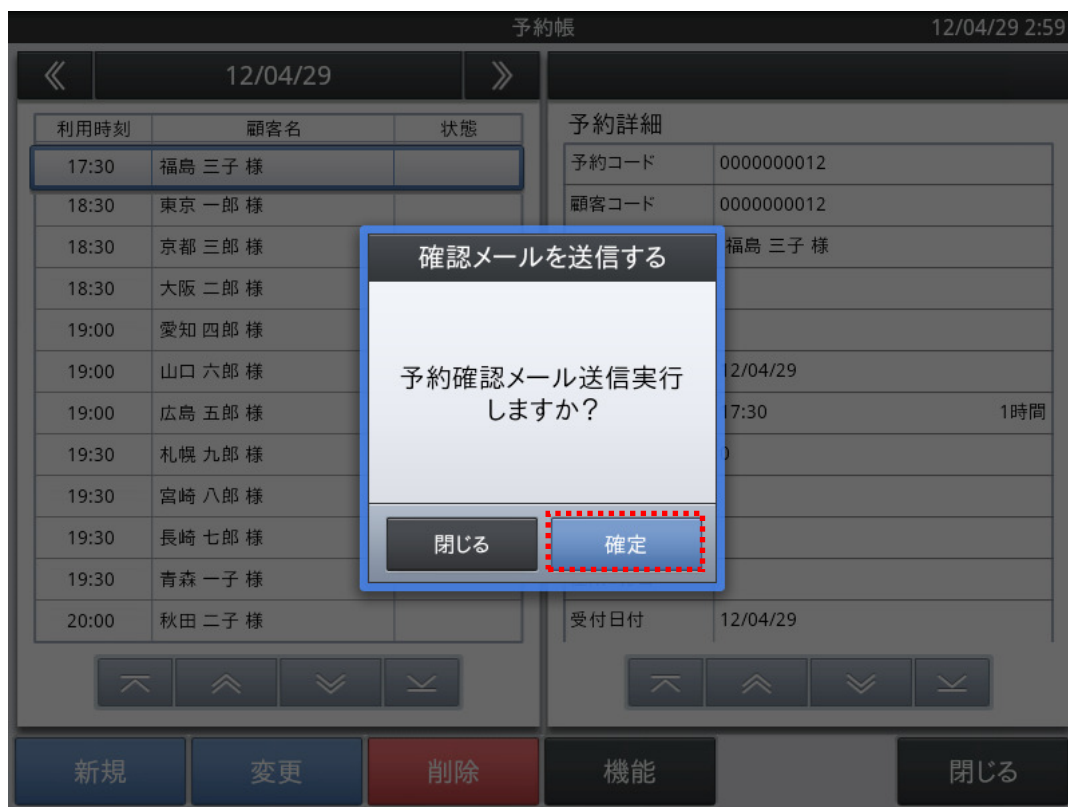 予約帳 12/04/29 2:59
12/04/29
利用時刻 顧客名 状態
17:30 福島 三子 様
18:30 東京 一郎 様
18:30 京都 三郎 様
18:30 大阪 二郎 様
19:00 愛知 四郎 様
19:00 山口 六郎 様
19:00 広島 五郎 様
19:30 札幌 九郎 様
19:30 宮崎 八郎 様
19:30 長崎 七郎 様
19:30 青森 一子 様
20:00 秋田 二子 様
予約詳細
予約コード 0000000012
顧客コード 0000000012
福島 三子 様
12/04/29
17:30 1時間
受付日付 12/04/29
確認メールを送信する
予約確認メール送信実行
しますか?
閉じる 確定
新規 変更 削除 機能 閉じる